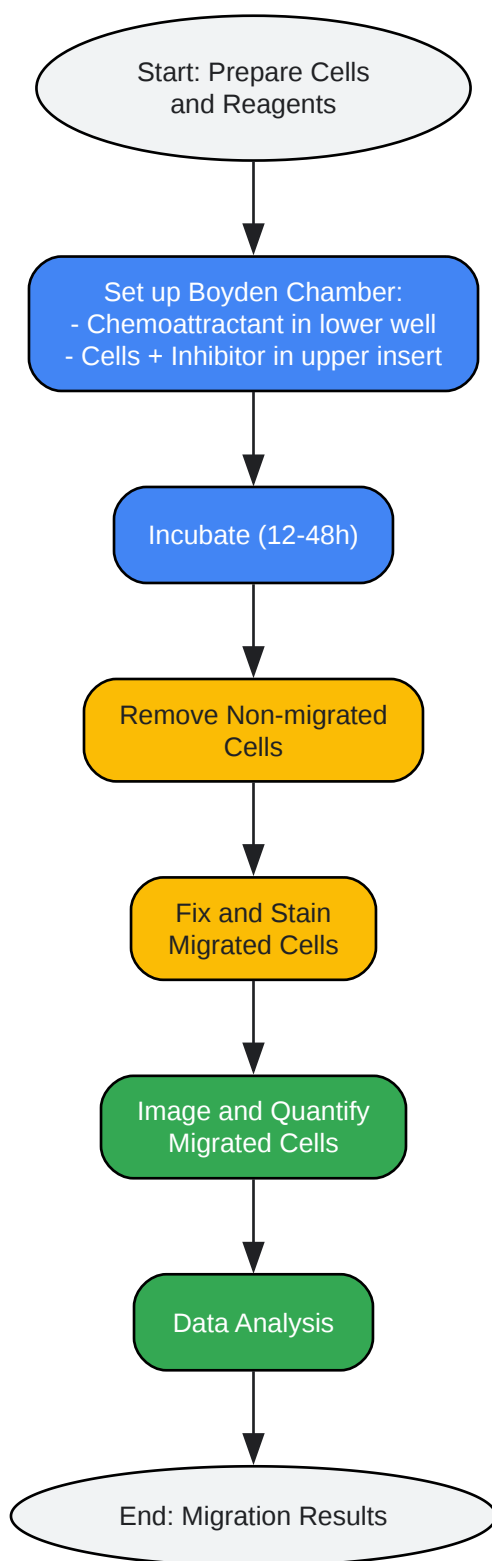 Start: Prepare Cells
and Reagents
Set up Boyden Chamber:
- Chemoattractant in lower well
- Cells + Inhibitor in upper insert
Incubate (12-48h)
Remove Non-migrated
Cells
Fix and Stain
Migrated Cells
Image and Quantify
Migrated Cells
Data Analysis
End: Migration Results